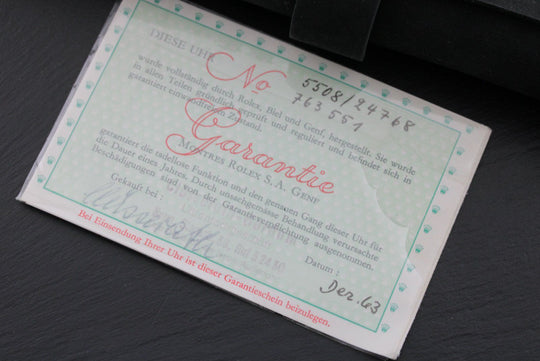 DIESE UHR No 5508/24768
763551
wurde vollständig durch Rolex, Biel und Genf, hergestellt. Sie wurde
in allen Teilen gründlich geprüft und reguliert und befindet sich in
garantiert einwandfreien Zustand.
Garantie
MONTRES ROLEX S.A. GENF
garantiert die tadellose Funktion und den genauen Gang dieser Uhr für
die Dauer eines Jahres. Durch unsachgemässe Behandlung verursachte
Beschädigungen sind von der Garantieverpflichtung ausgenommen.
Gekauft bei :
Datum :
Dez. 63
Bei Einsendung Ihrer Uhr ist dieser Garantieschein beizulegen.